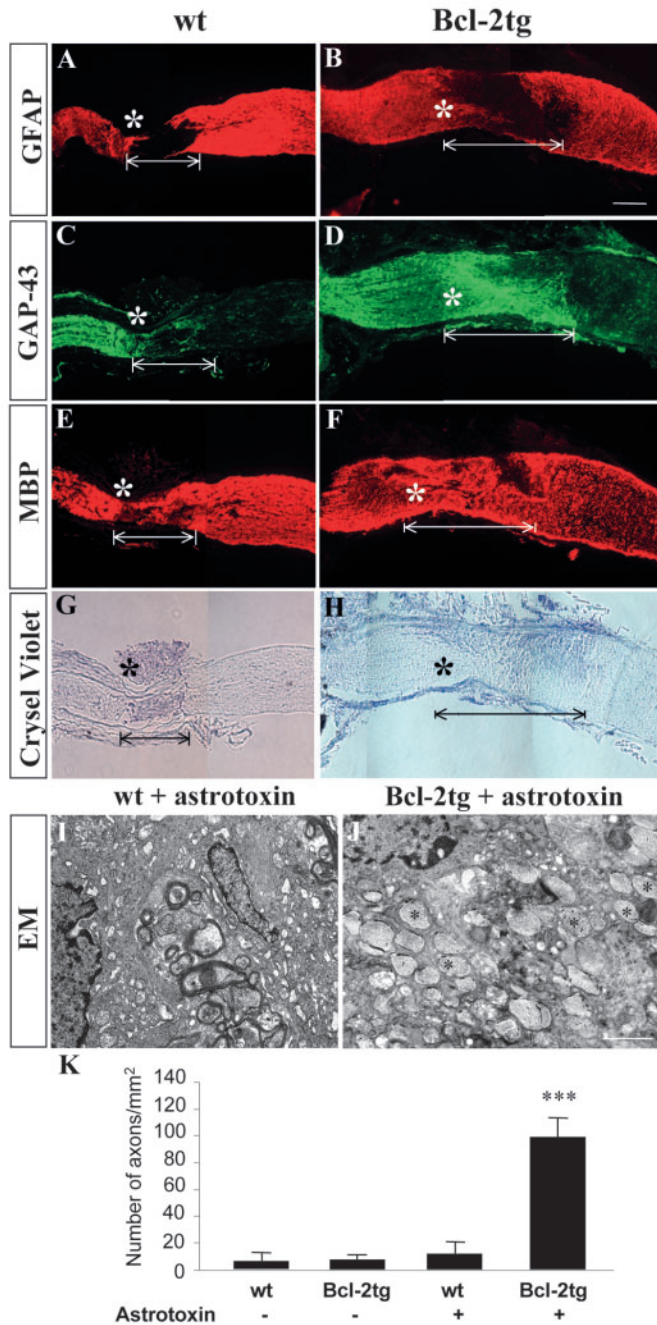 wt Bcl-2tg
GFAP
A B
GAP-43
C D
MBP
E F
Crysel Violet
G H
wt + astrotoxin Bcl-2tg + astrotoxin
EM
I J
K
Number of axons/mm²
140
120
100
80
60
40
20
0
***
wt Bcl-2tg wt Bcl-2tg
Astrotoxin - - + +